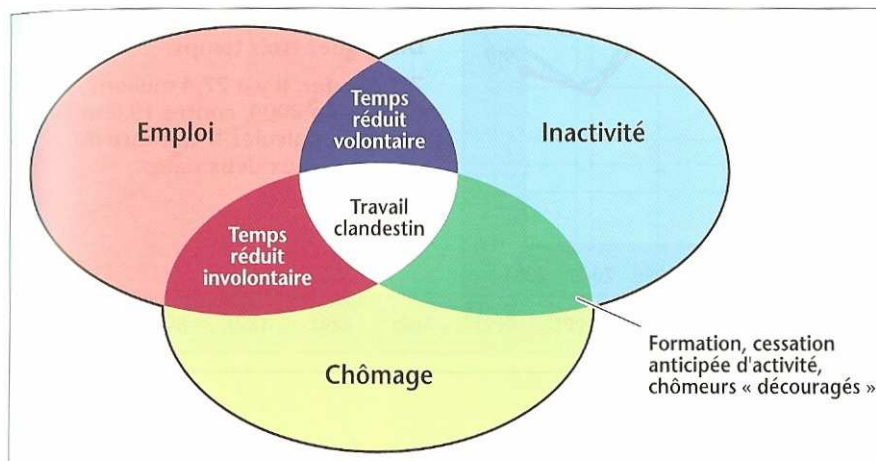 Emploi
Temps
réduit
volontaire
Inactivité
Travail
clandestin
Temps
réduit
involontaire
Chômage
Formation, cessation
anticipée d'activité,
chômeurs « découragés »